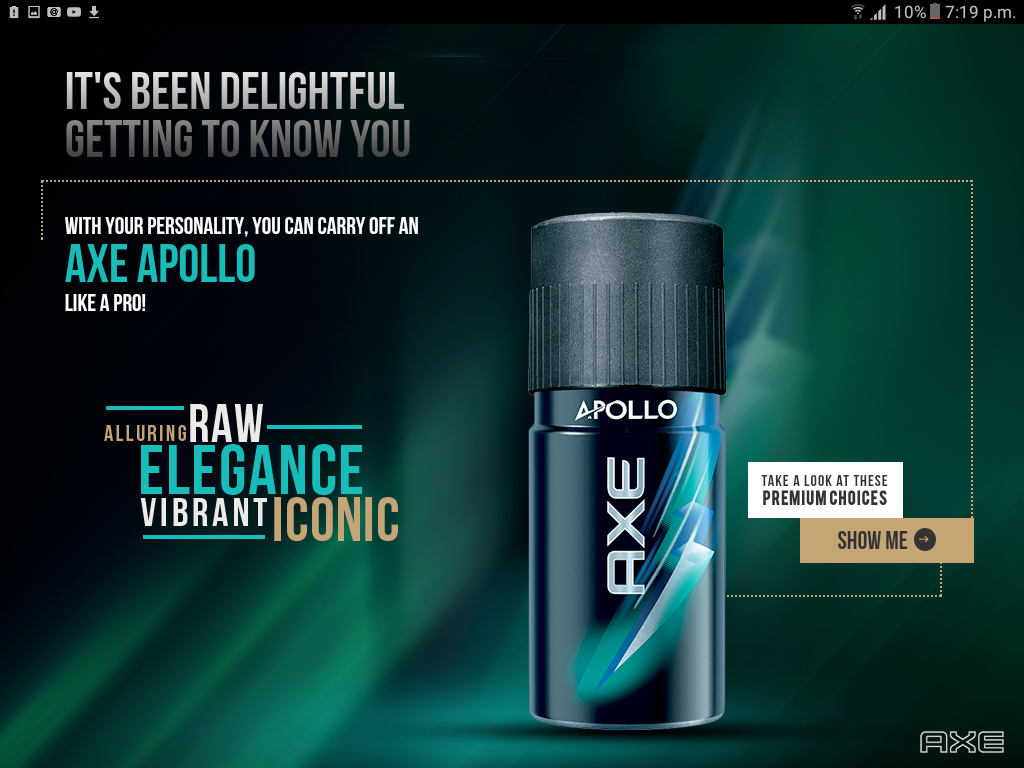 10% 7:19 p.m.
IT'S BEEN DELIGHTFUL
GETTING TO KNOW YOU
WITH YOUR PERSONALITY, YOU CAN CARRY OFF AN
AXE APOLLO
LIKE A PRO!
ALLURING RAW
ELEGANCE
VIBRANT ICONIC
APOLLO
AXE
TAKE A LOOK AT THESE
PREMIUM CHOICES
SHOW ME
AXE